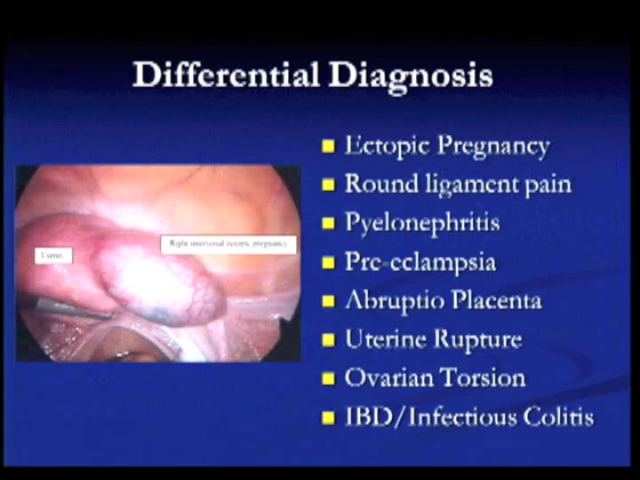 Differential Diagnosis
Ectopic Pregnancy
Round ligament pain
Pyelonephritis
Pre-eclampsia
Abruptio Placenta
Uterine Rupture
Ovarian Torsion
IBD/Infectious Colitis
Uterus
Right interstitial ectopic pregnancy